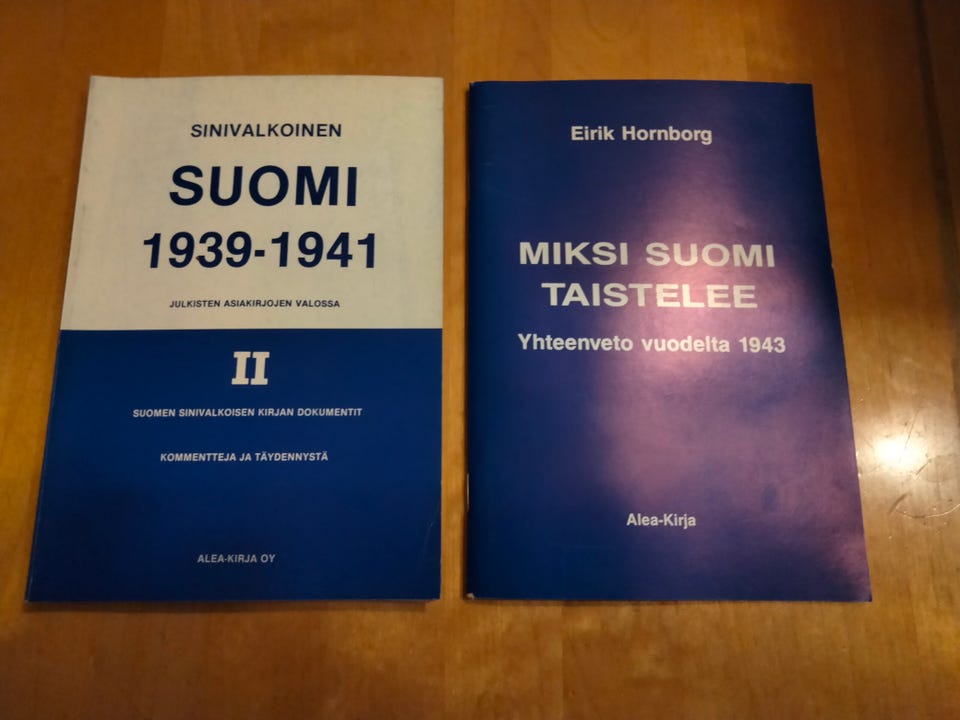 SINIVALKOINEN
SUOMI
1939-1941
JULKISTEN ASIAKIRJOJEN VALOSSA
II
SUOMEN SINIVALKOISEN KIRJAN DOKUMENTIT
KOMMENTTEJA JA TÄYDENNYSTÄ
ALEA-KIRJA OY
Eirik Hornborg
MIKSI SUOMI
TAISTELEE
Yhteenveto vuodelta 1943
Alea-Kirja